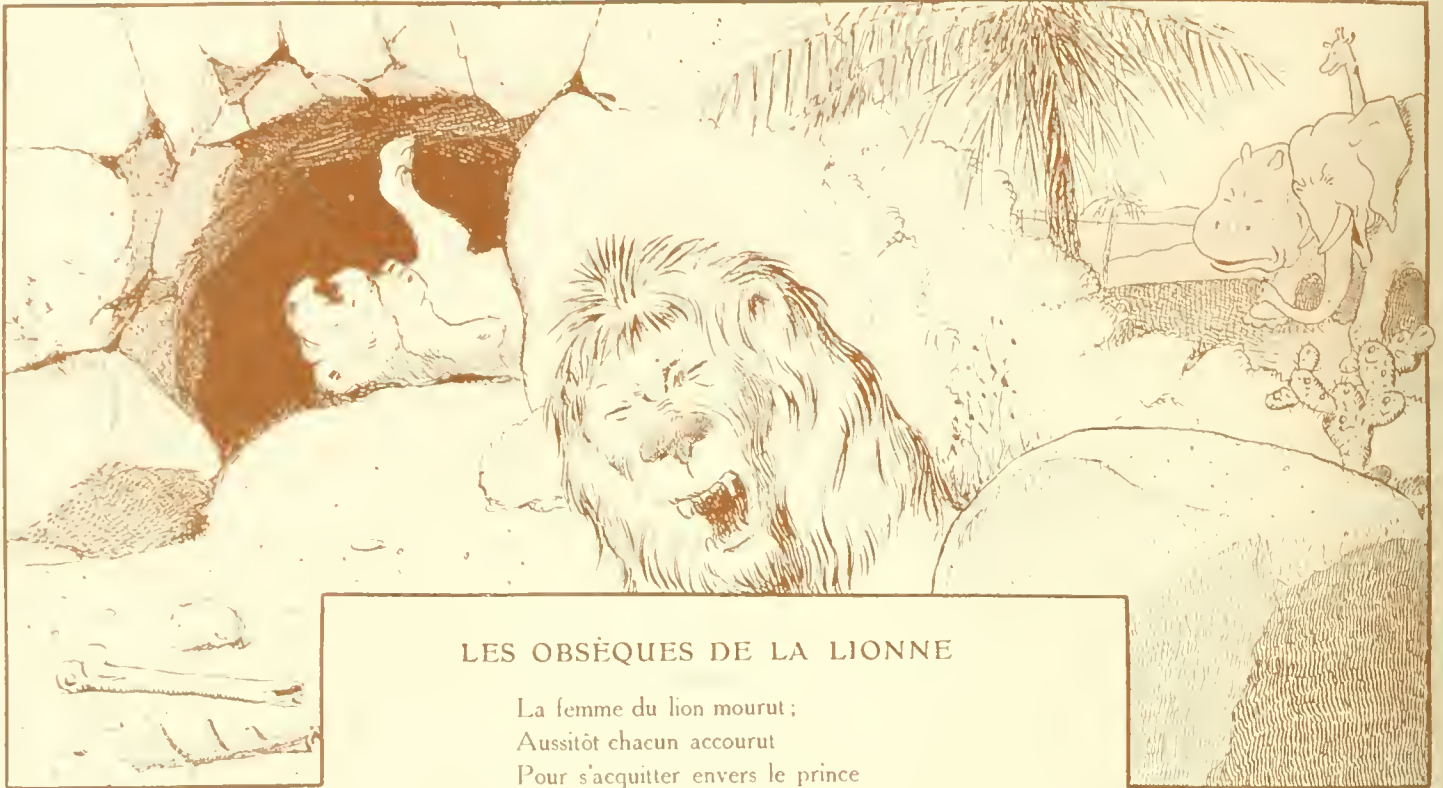 LES OBSÈQUES DE LA LIONNE
La femme du lion mourut ;
Aussitôt chacun accourut
Pour s'acquitter envers le prince